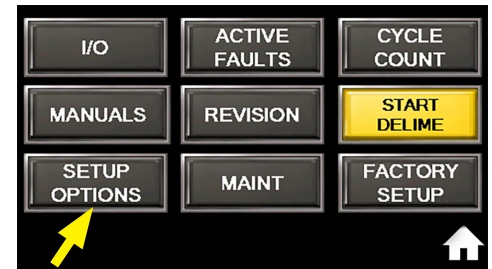 I/O
ACTIVE
FAULTS
CYCLE
COUNT
MANUALS
REVISION
START
DELIME
SETUP
OPTIONS
MAINT
FACTORY
SETUP